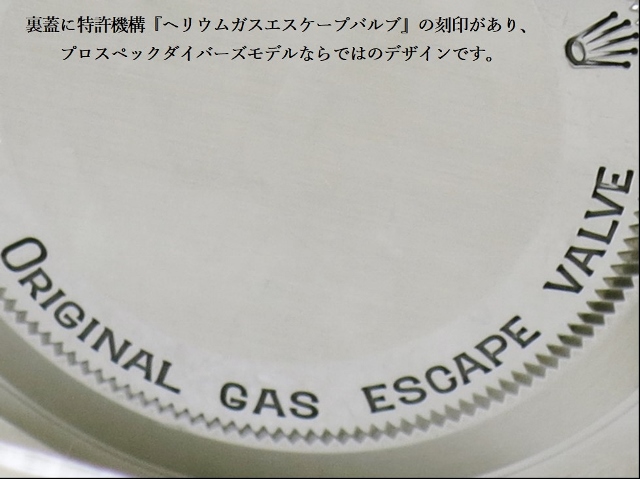 裏蓋に特許機構『ヘリウムガスエスケープバルブ』の刻印があり、
プロスペックダイバーズモデルならではのデザインです。
ORIGINAL GAS ESCAPE VALVE